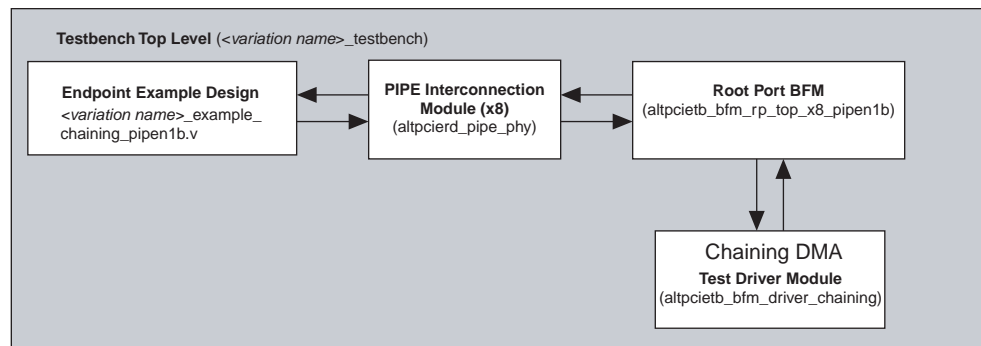 Testbench Top Level (<variation name>_testbench)
Endpoint Example Design
<variation name>_example_
chaining_pipen1b.v
PIPE Interconnection
Module (x8)
(altpcierd_pipe_phy)
Root Port BFM
(altpcietb_bfm_rp_top_x8_pipen1b)
Chaining DMA
Test Driver Module
(altpcietb_bfm_driver_chaining)